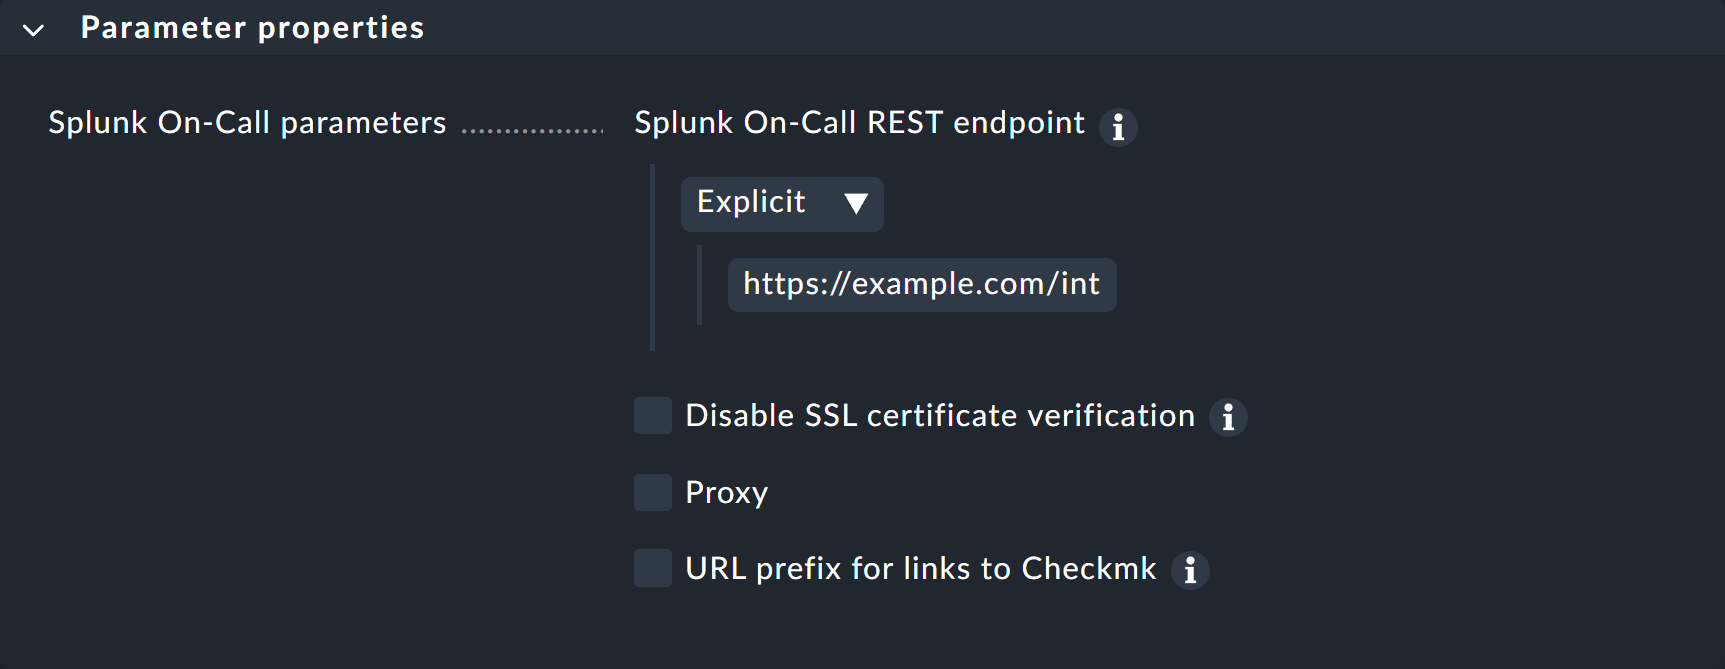 Parameter properties
Splunk On-Call parameters
Splunk On-Call REST endpoint
Explicit
https://example.com/int
Disable SSL certificate verification
Proxy
URL prefix for links to Checkmk